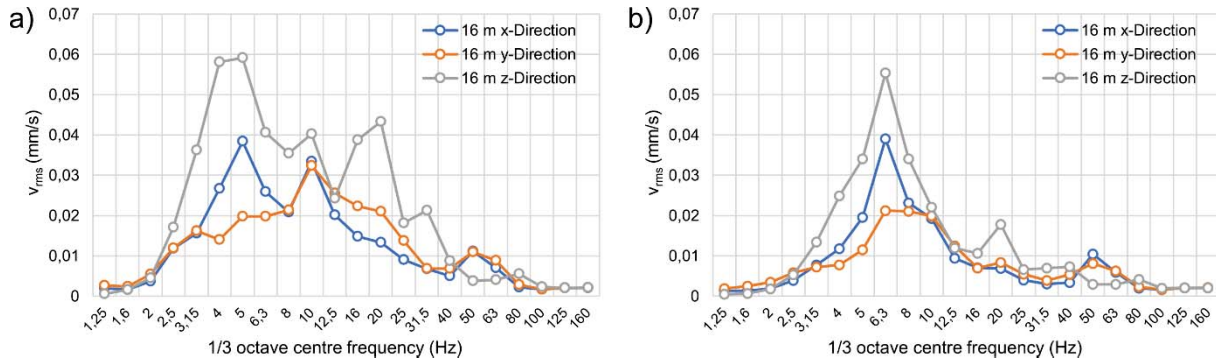 a)
0,07
0,06
0,05
0,04
0,03
0,02
0,01
0
v_rms (mm/s)
16 m x-Direction
16 m y-Direction
16 m z-Direction
1,25 1,6 2 2,5 3,15 4 5 6,3 8 10 12,5 16 20 25 31,5 40 50 63 80 100 125 160
1/3 octave centre frequency (Hz)
b)
0,07
0,06
0,05
0,04
0,03
0,02
0,01
0
v_rms (mm/s)
16 m x-Direction
16 m y-Direction
16 m z-Direction
1,25 1,6 2 2,5 3,15 4 5 6,3 8 10 12,5 16 20 25 31,5 40 50 63 80 100 125 160
1/3 octave centre frequency (Hz)